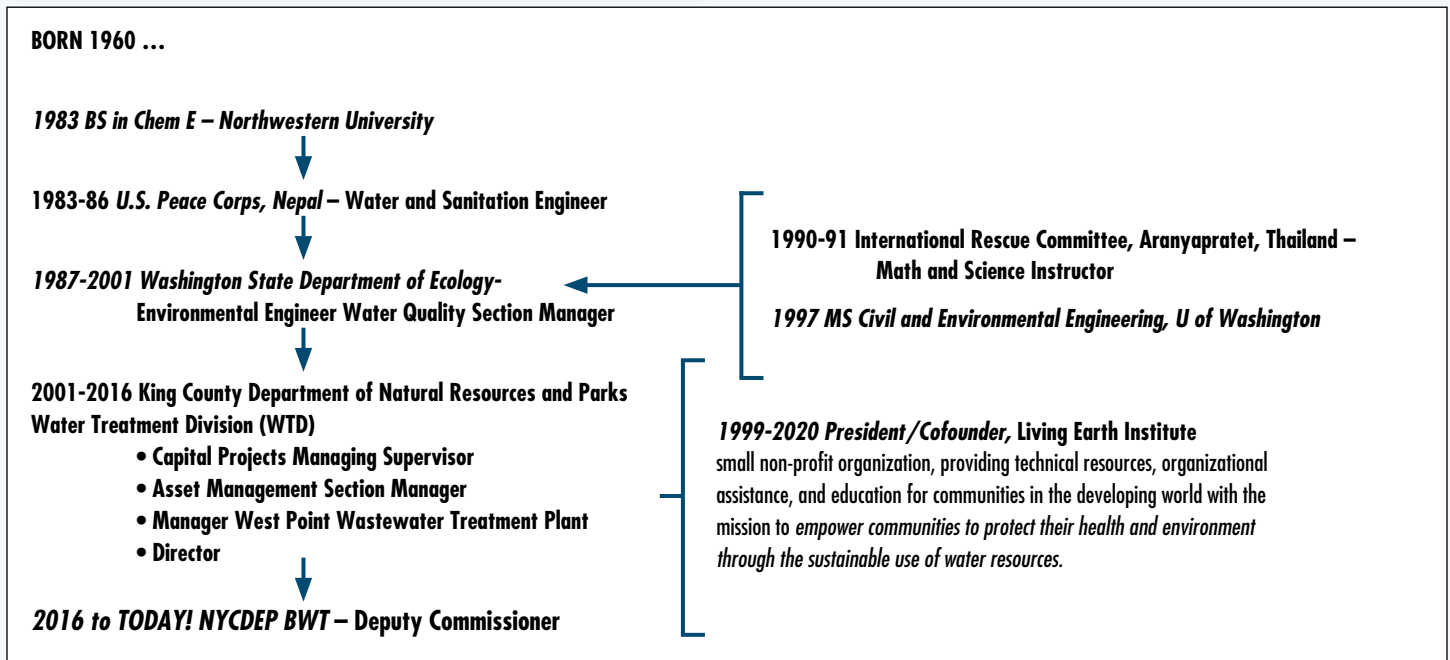 BORN 1960 ...
1983 BS in Chem E – Northwestern University
1983-86 U.S. Peace Corps, Nepal – Water and Sanitation Engineer
1987-2001 Washington State Department of Ecology-
Environmental Engineer Water Quality Section Manager
2001-2016 King County Department of Natural Resources and Parks
Water Treatment Division (WTD)
• Capital Projects Managing Supervisor
• Asset Management Section Manager
• Manager West Point Wastewater Treatment Plant
• Director
2016 to TODAY! NYCDEP BWT – Deputy Commissioner
1990-91 International Rescue Committee, Aranyapratet, Thailand –
Math and Science Instructor
1997 MS Civil and Environmental Engineering, U of Washington
1999-2020 President/Cofounder, Living Earth Institute
small non-profit organization, providing technical resources, organizational
assistance, and education for communities in the developing world with the
mission to empower communities to protect their health and environment
through the sustainable use of water resources.